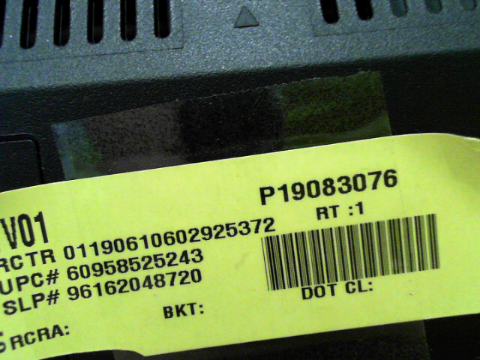 V01
P19083076
RT :1
RCTR 01190610602925372
UPC# 60958525243
SLP# 96162048720
BKT:
DOT CL:
RCRA: